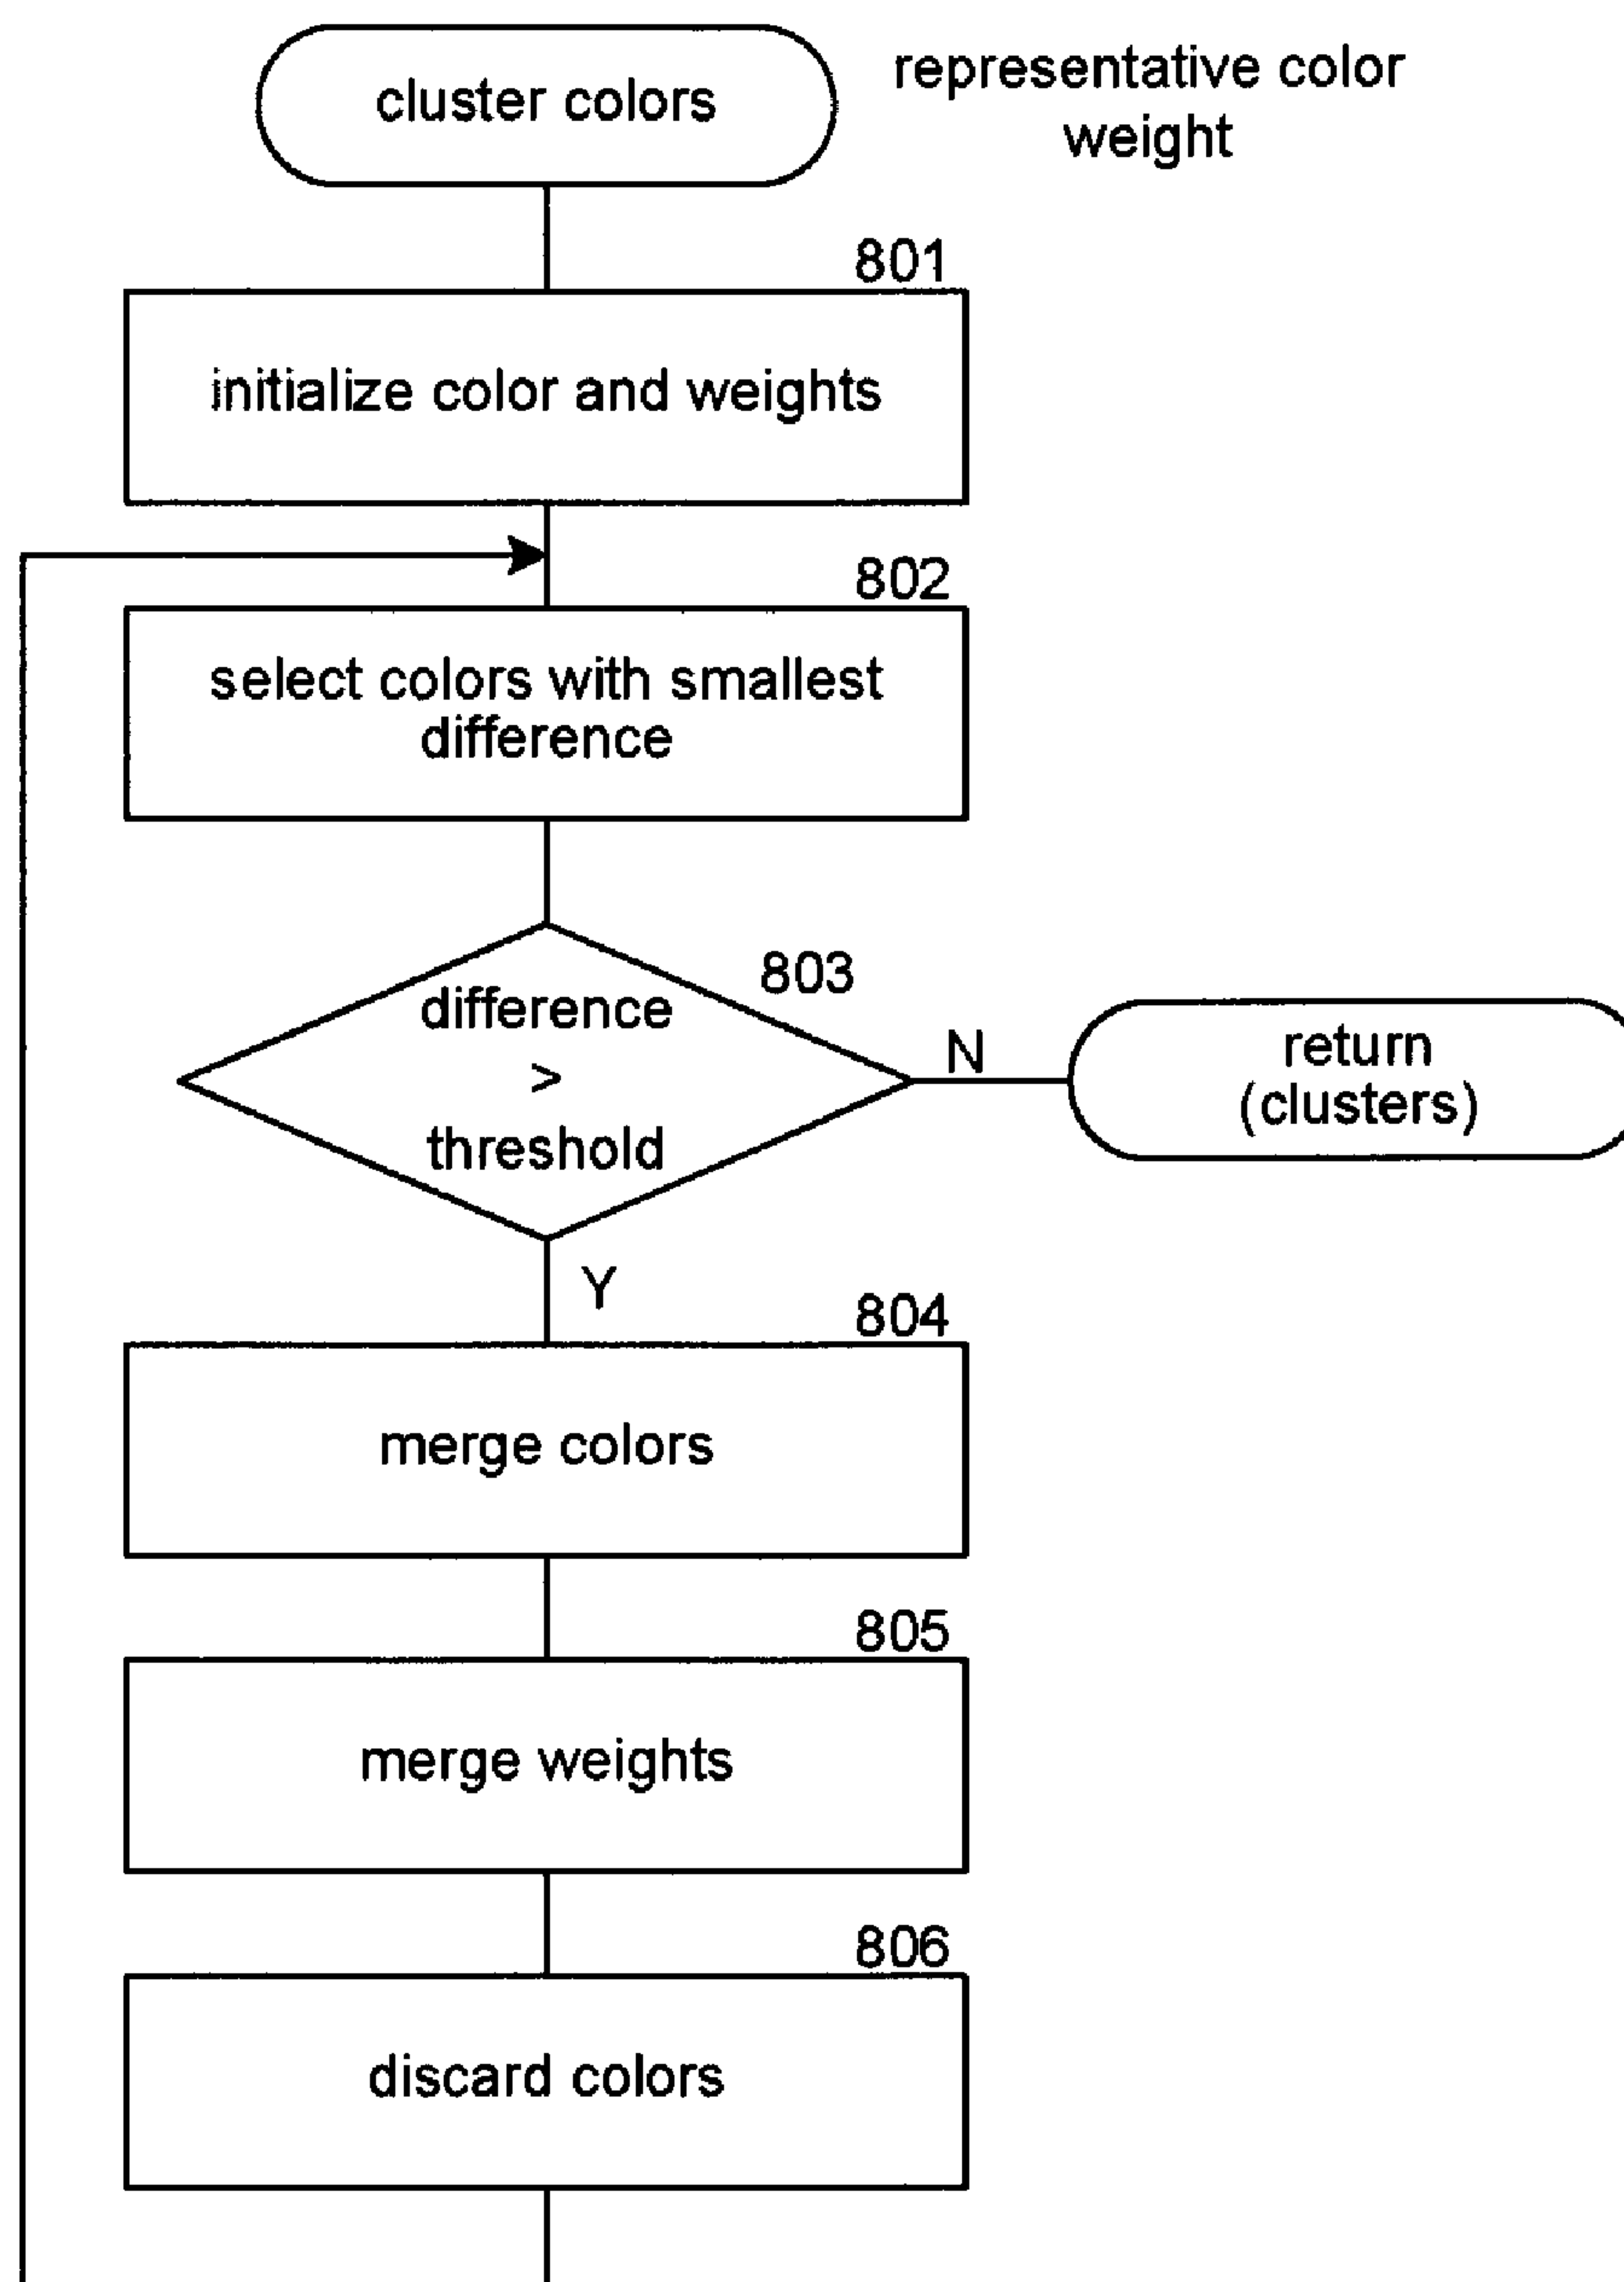 cluster colors
representative color
weight
801
initialize color and weights
802
select colors with smallest
difference
803
difference
>
threshold
N
return
(clusters)
Y
804
merge colors
805
merge weights
806
discard colors